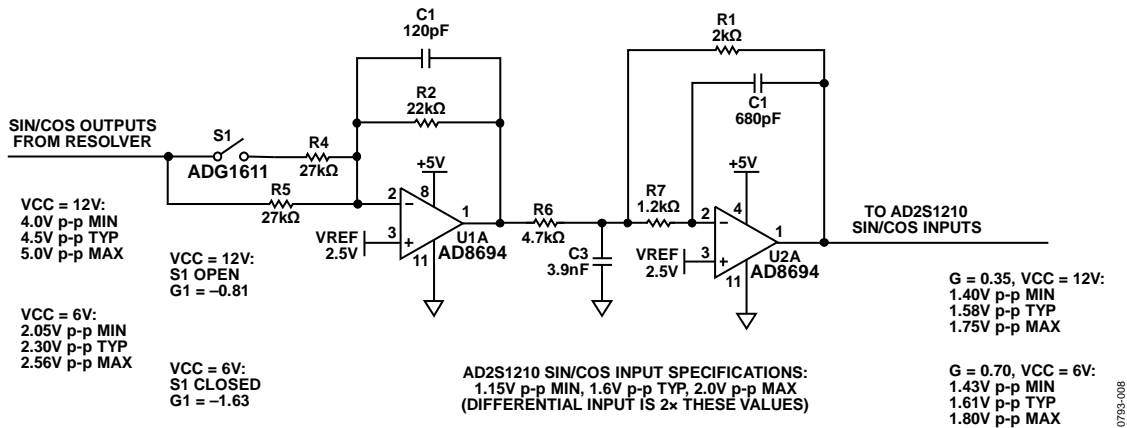 C1
120pF
R2
22kΩ
R1
2kΩ
C1
680pF
SIN/COS OUTPUTS
FROM RESOLVER
S1
ADG1611
R4
27kΩ
R5
27kΩ
+5V
8
2
–
1
3
+
U1A
AD8694
11
VREF
2.5V
R6
4.7kΩ
C3
3.9nF
R7
1.2kΩ
+5V
4
2
–
1
3
+
U2A
AD8694
11
VREF
2.5V
TO AD2S1210
SIN/COS INPUTS
VCC = 12V:
4.0V p-p MIN
4.5V p-p TYP
5.0V p-p MAX
VCC = 12V:
S1 OPEN
G1 = –0.81
VCC = 6V:
2.05V p-p MIN
2.30V p-p TYP
2.56V p-p MAX
VCC = 6V:
S1 CLOSED
G1 = –1.63
AD2S1210 SIN/COS INPUT SPECIFICATIONS:
1.15V p-p MIN, 1.6V p-p TYP, 2.0V p-p MAX
(DIFFERENTIAL INPUT IS 2× THESE VALUES)
G = 0.35, VCC = 12V:
1.40V p-p MIN
1.58V p-p TYP
1.75V p-p MAX
G = 0.70, VCC = 6V:
1.43V p-p MIN
1.61V p-p TYP
1.80V p-p MAX
0793-008